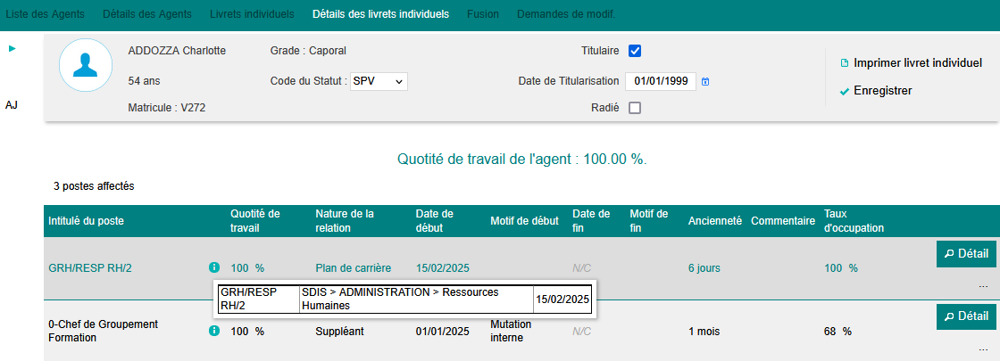 Liste des Agents Détails des Agents Livrets individuels Détails des livrets individuels Fusion Demandes de modif.
ADDOZZA Charlotte Grade : Caporal Titulaire
Imprimer livret individuel
54 ans Code du Statut : SPV Date de Titularisation 01/01/1999
Enregistrer
AJ
Matricule : V272 Radié
Quotité de travail de l'agent : 100.00 %.
3 postes affectés
Intitulé du poste Quotité de travail Nature de la relation Date de début Motif de début Date de fin Motif de fin Ancienneté Commentaire Taux d'occupation
GRH/RESP RH/2 100 % Plan de carrière 15/02/2025 N/C 6 jours 100 % Détail
...
GRH/RESP RH/2 SDIS > ADMINISTRATION > Ressources Humaines 15/02/2025
0-Chef de Groupement Formation 100 % Suppléant 01/01/2025 Mutation interne N/C 1 mois 68 % Détail
...